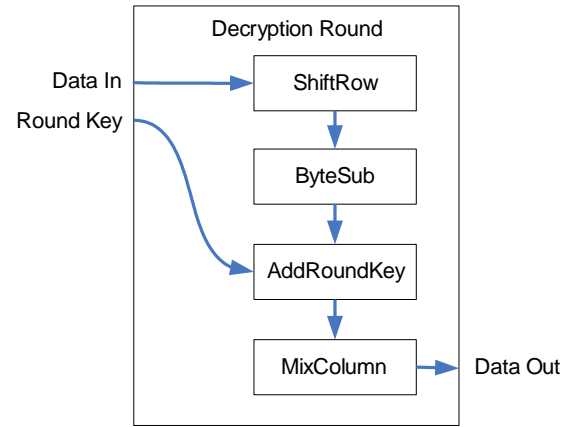 Decryption Round
Data In
ShiftRow
Round Key
ByteSub
AddRoundKey
MixColumn
Data Out